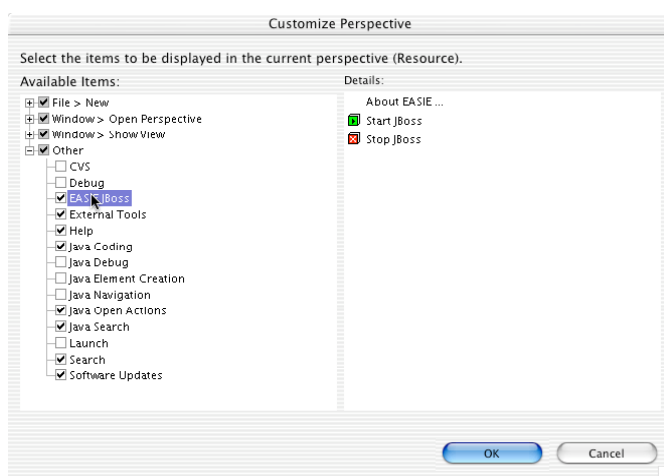 Customize Perspective
Select the items to be displayed in the current perspective (Resource).
Available Items:
File > New
Window > Open Perspective
Window > Show View
Other
CVS
Debug
EASIE JBoss
External Tools
Help
Java Coding
Java Debug
Java Element Creation
Java Navigation
Java Open Actions
Java Search
Launch
Search
Software Updates
Details:
About EASIE ...
Start JBoss
Stop JBoss
OK
Cancel